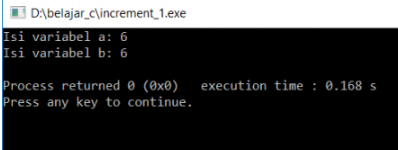 D:\belajar_c\increment_1.exe
Isi variabel a: 6
Isi variabel b: 6
Process returned 0 (0x0)   execution time : 0.168 s
Press any key to continue.